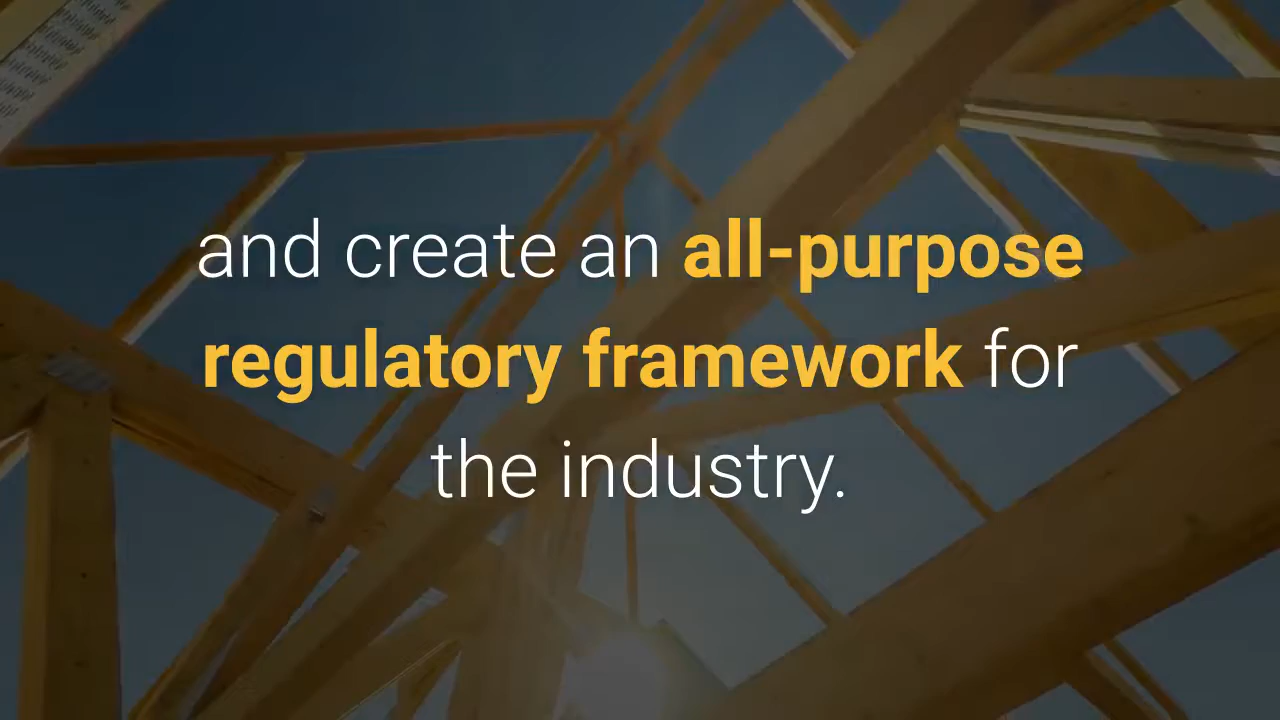 and create an all-purpose
regulatory framework for
the industry.